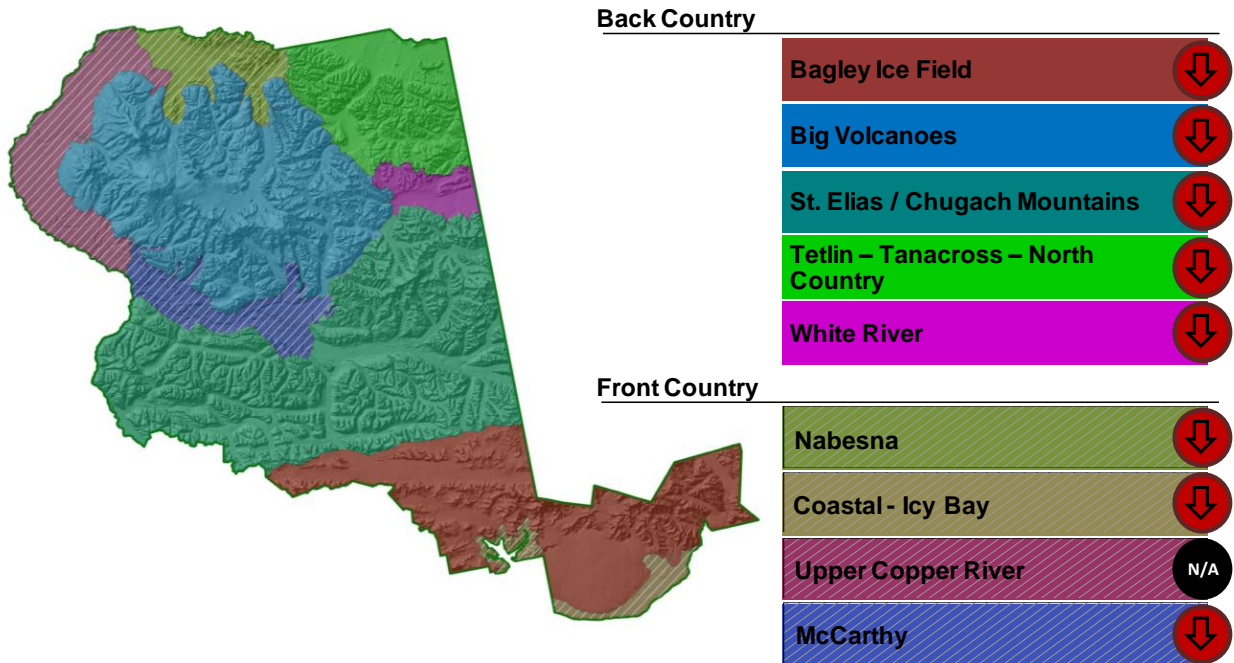 Back Country
Bagley Ice Field
Big Volcanoes
St. Elias / Chugach Mountains
Tetlin – Tanacross – North
Country
White River
Front Country
Nabesna
Coastal - Icy Bay
Upper Copper River
N/A
McCarthy